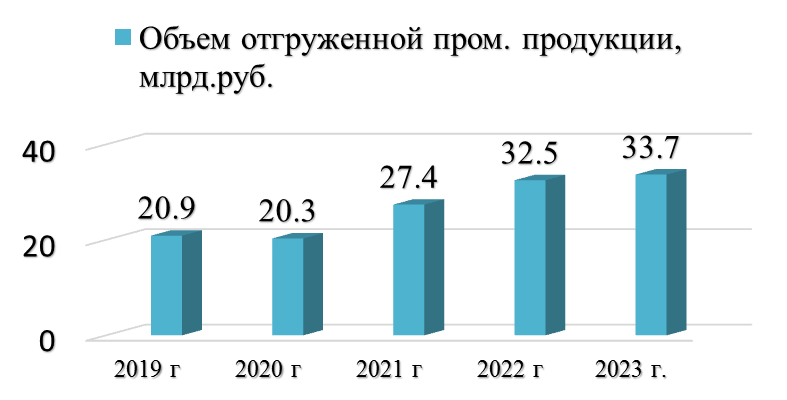 Объем отгруженной пром. продукции,
млрд.руб.
40
20
0
20.9
20.3
27.4
32.5
33.7
2019 г
2020 г
2021 г
2022 г
2023 г.